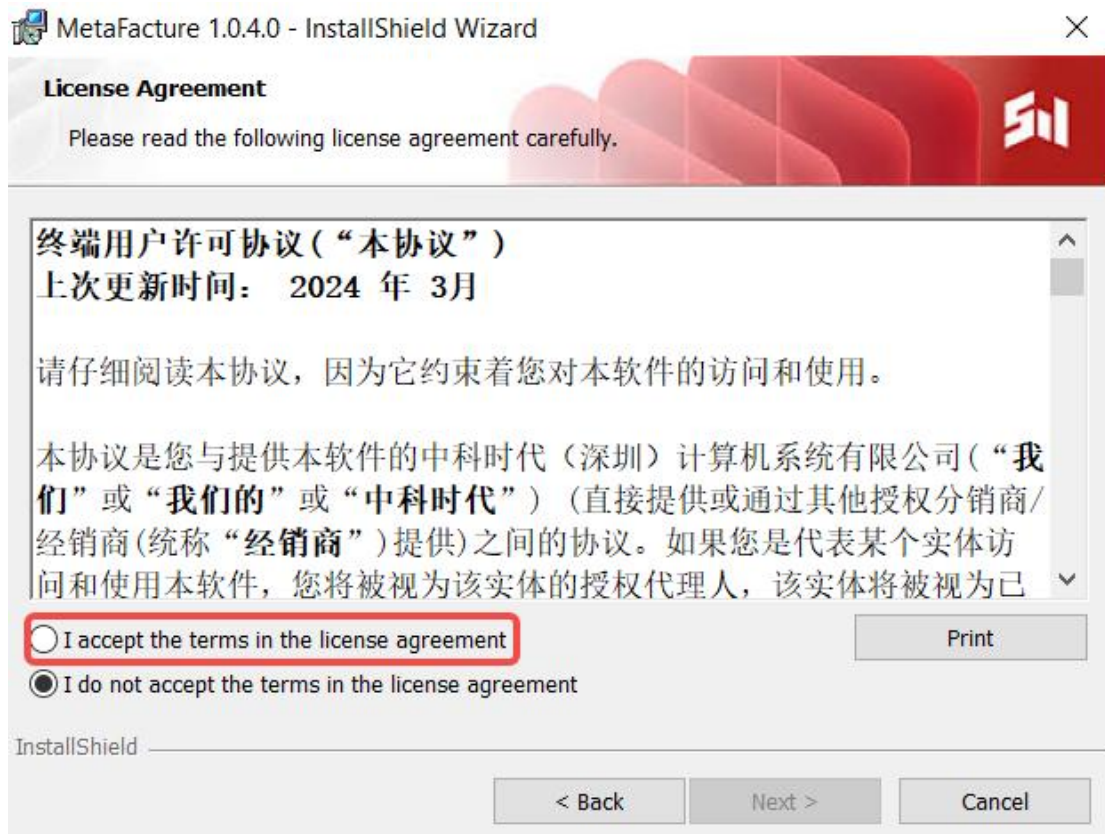 MetaFacture 1.0.4.0 - InstallShield Wizard
License Agreement
Please read the following license agreement carefully.
终端用户许可协议(“本协议”)
上次更新时间: 2024 年 3月
请仔细阅读本协议，因为它约束着您对本软件的访问和使用。
本协议是您与提供本软件的中科时代（深圳）计算机系统有限公司(“我
们”或“我们的”或“中科时代”) (直接提供或通过其他授权分销商/
经销商(统称“经销商”)提供)之间的协议。如果您是代表某个实体访
问和使用本软件，您将被视为该实体的授权代理人，该实体将被视为已
I accept the terms in the license agreement
Print
I do not accept the terms in the license agreement
InstallShield
< Back
Next >
Cancel